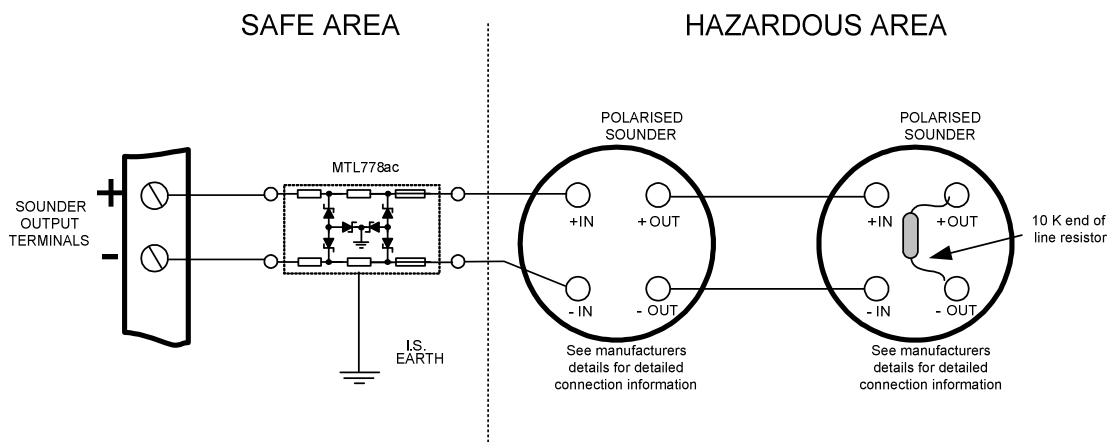 SAFE AREA
HAZARDOUS AREA
POLARISED
SOUNDER
POLARISED
SOUNDER
MTL778ac
+
-
SOUNDER
OUTPUT
TERMINALS
+IN
+ OUT
- IN
- OUT
+IN
+ OUT
- IN
- OUT
10 K end of
line resistor
I.S.
EARTH
See manufacturers
details for detailed
connection information
See manufacturers
details for detailed
connection information